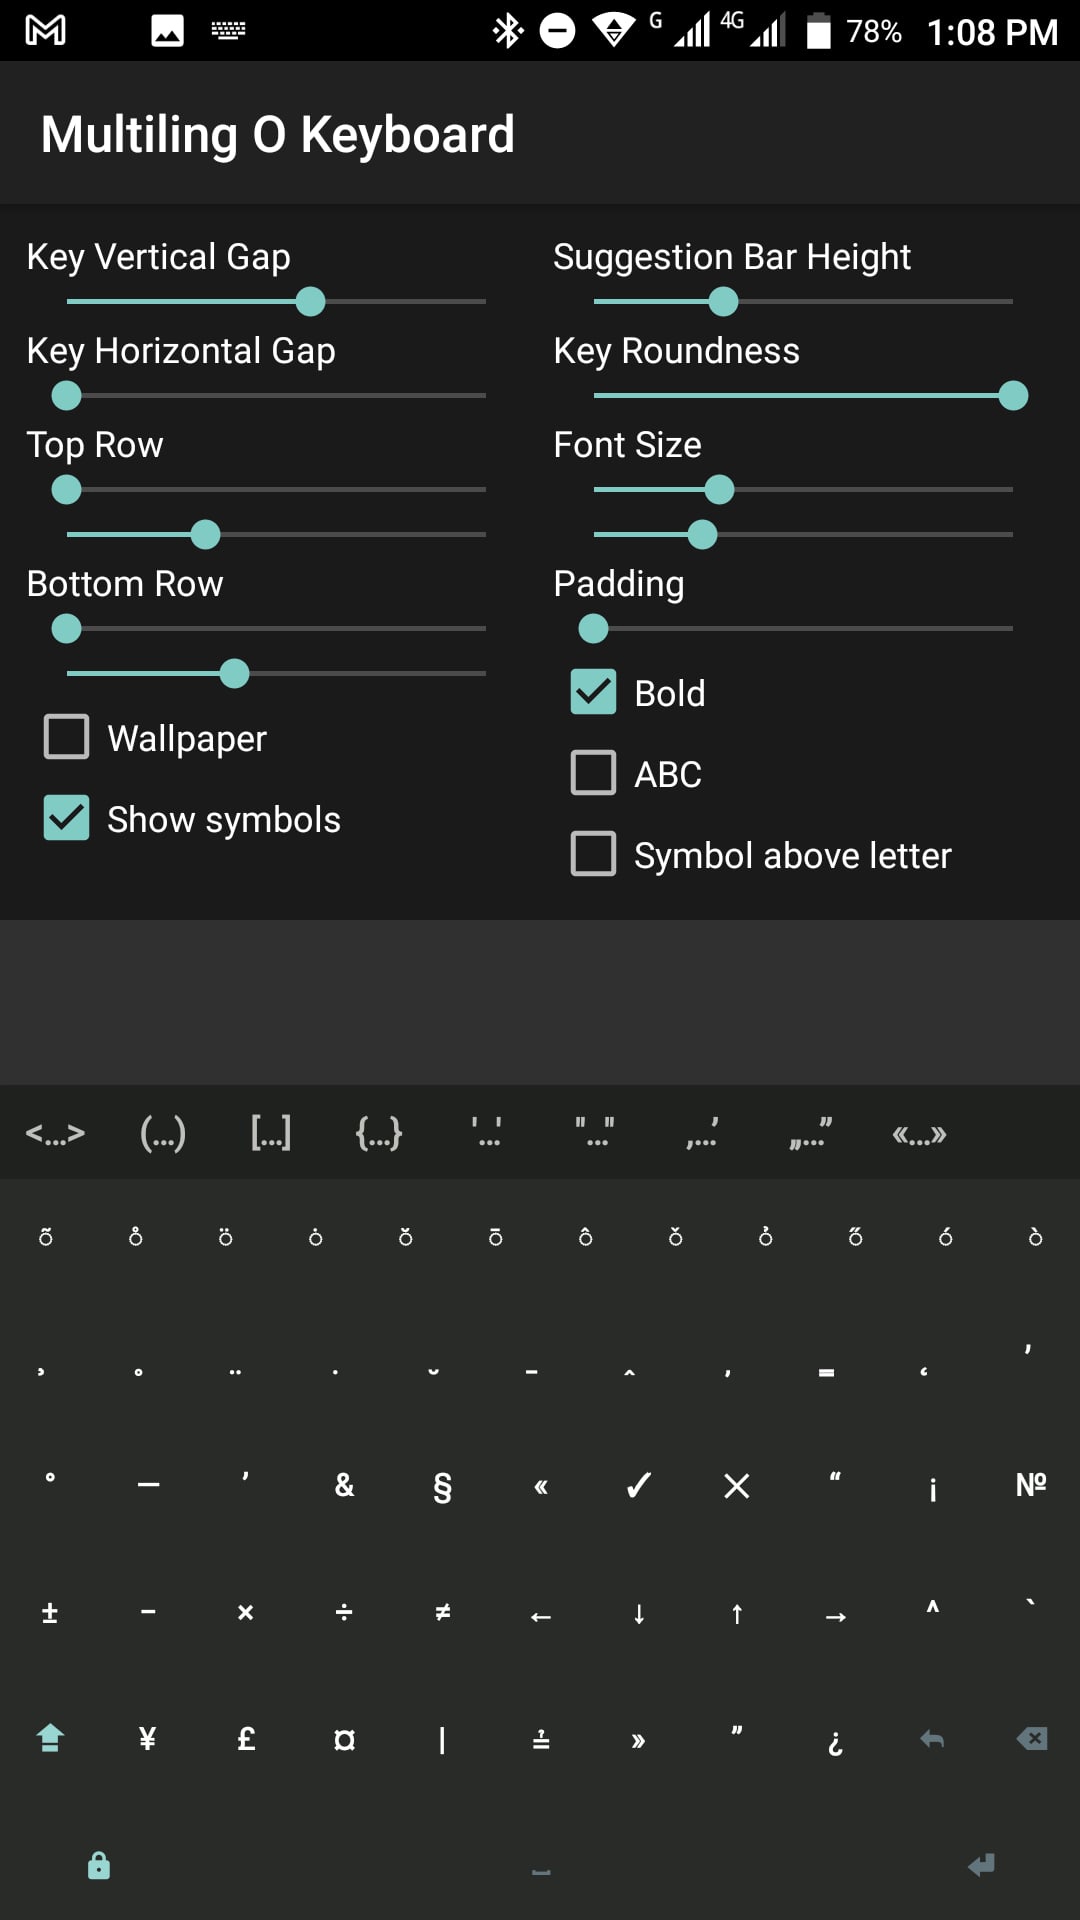 G 4G 78% 1:08 PM
Multiling O Keyboard
Key Vertical Gap
Suggestion Bar Height
Key Horizontal Gap
Key Roundness
Top Row
Font Size
Bottom Row
Padding
Wallpaper
Bold
Show symbols
ABC
Symbol above letter
<...> (...) [...] {...} '...' "..." ‚...’ „...” «...»
◌̃ ◌̊ ◌̈ ◌̇ ◌̆ ◌̄ ◌̂ ◌̌ ◌̉ ◌̋ ◌́ ◌̀
° — ’ & § « ✓ ✕ “ ¡ №
± − × ÷ ≠ ← ↓ ↑ → ^ `
¥ £ ¤ | » ” ¿